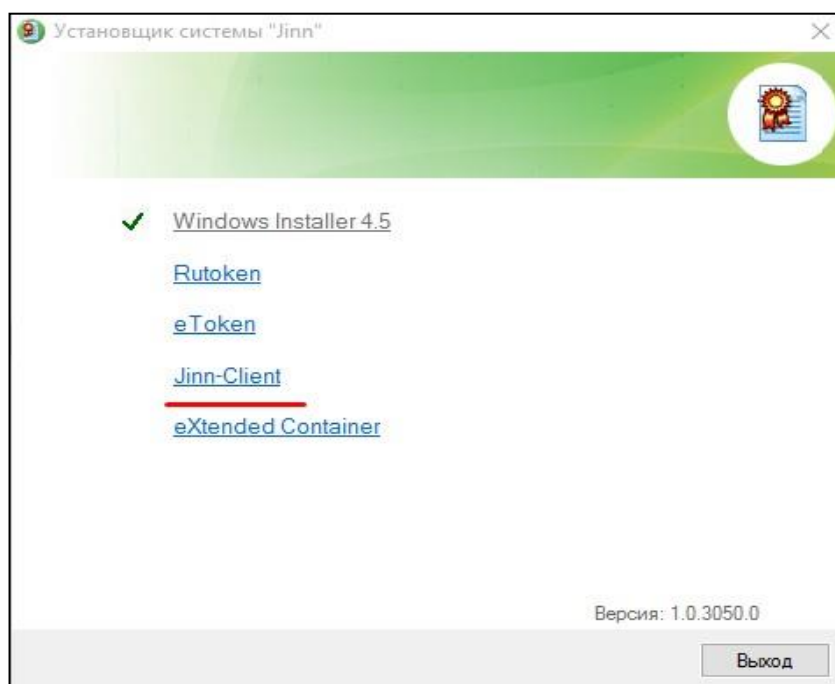 Установщик системы "Jinn"
Windows Installer 4.5
Rutoken
eToken
Jinn-Client
eXtended Container
Версия: 1.0.3050.0
Выход